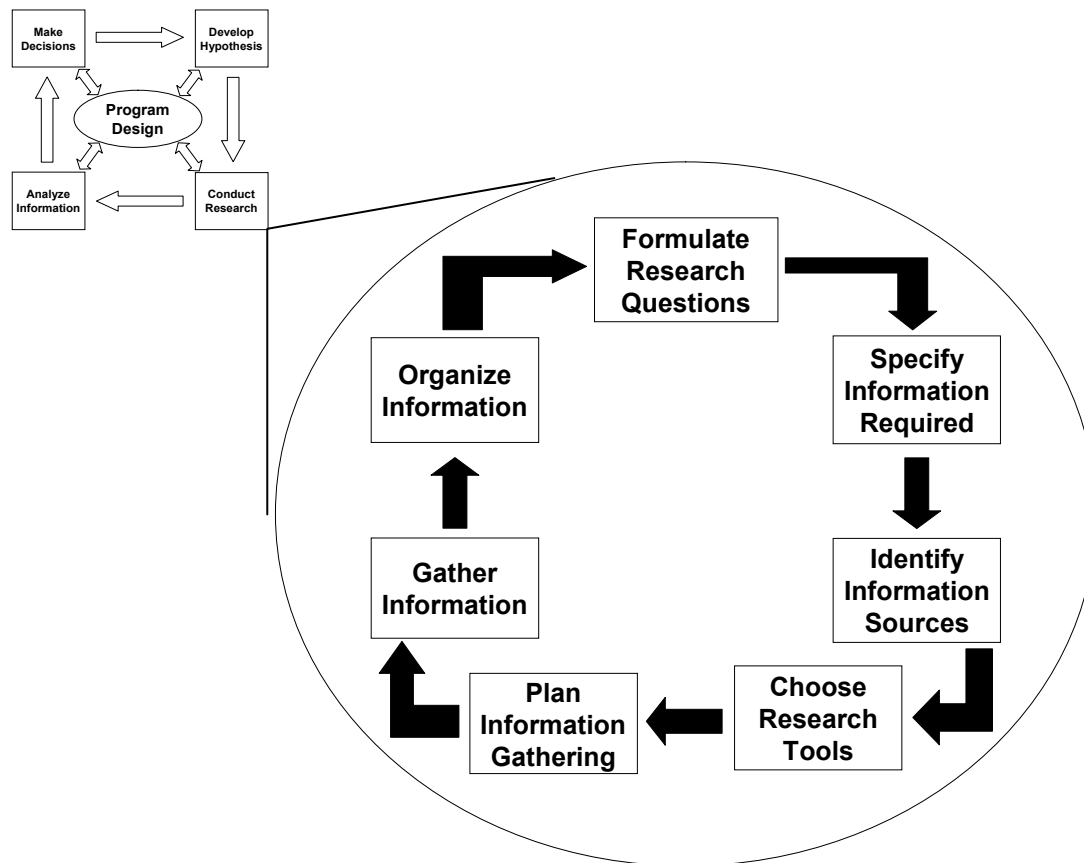 Make
Decisions
Develop
Hypothesis
Program
Design
Analyze
Information
Conduct
Research
Formulate
Research
Questions
Specify
Information
Required
Identify
Information
Sources
Choose
Research
Tools
Plan
Information
Gathering
Gather
Information
Organize
Information